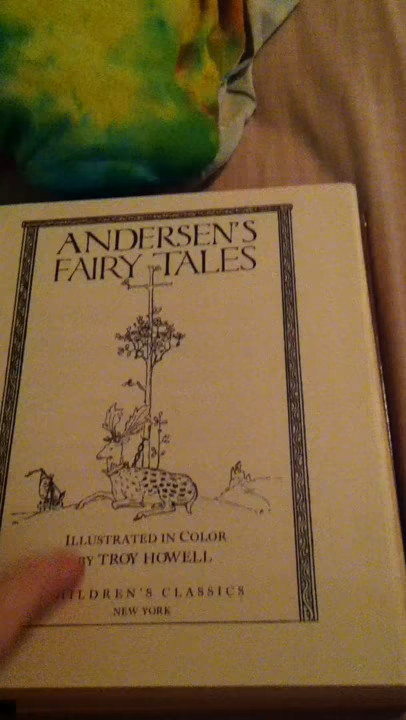 ANDERSEN'S
FAIRY TALES
ILLUSTRATED IN COLOR
BY TROY HOWELL
CHILDREN'S CLASSICS
NEW YORK